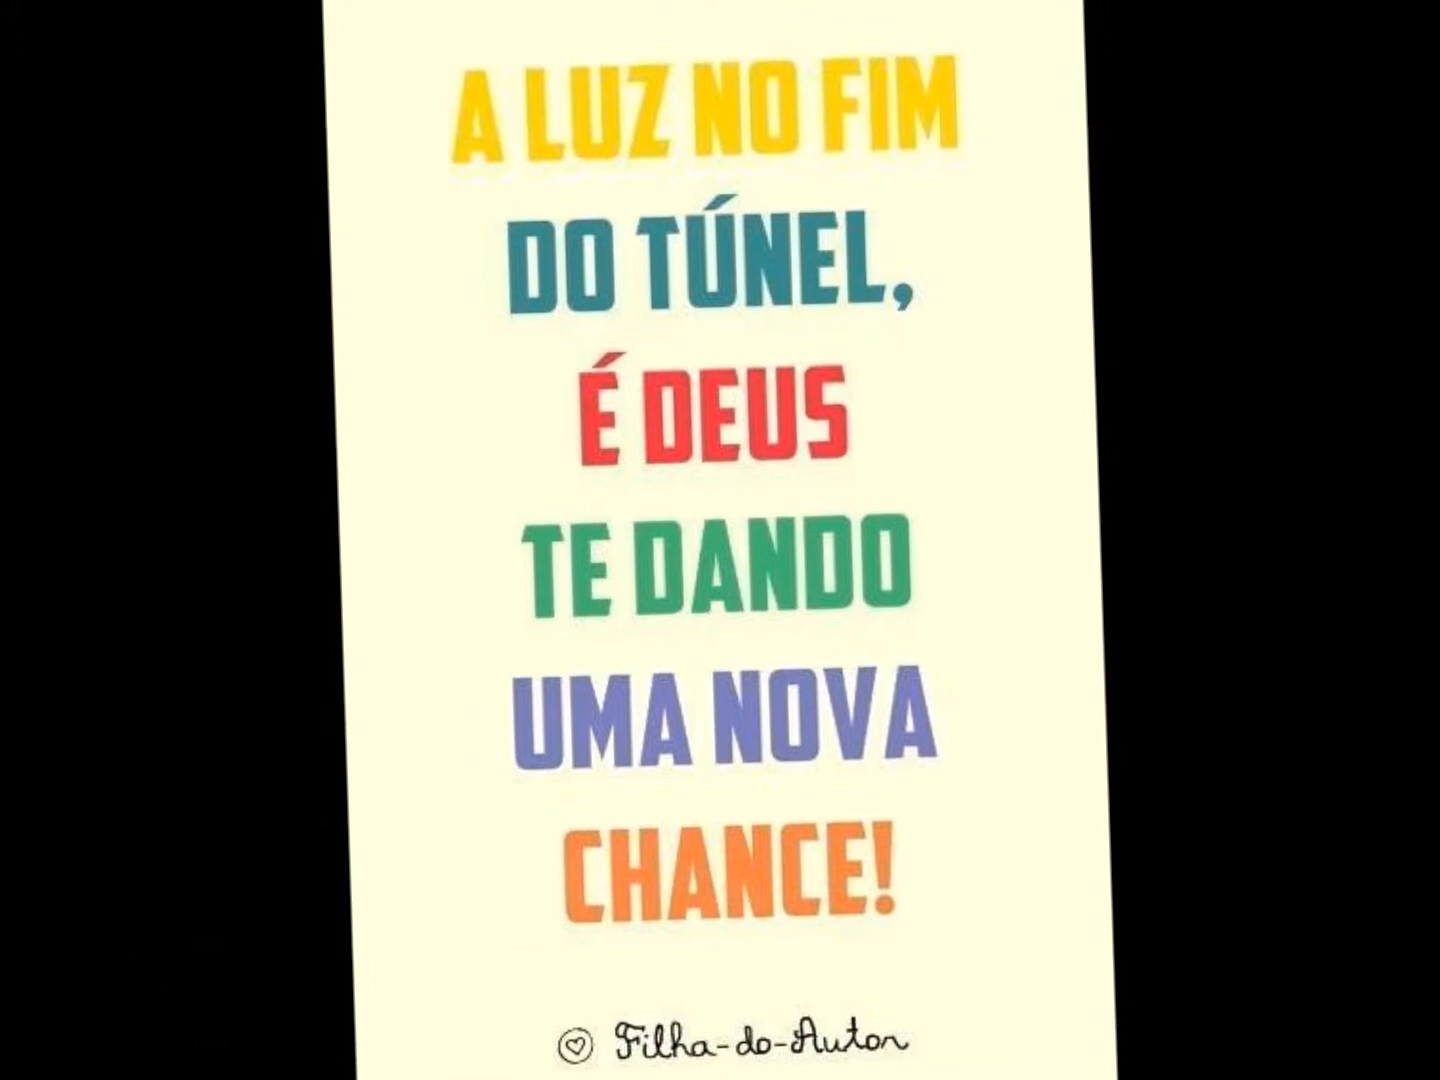 A LUZ NO FIM
DO TÚNEL,
É DEUS
TE DANDO
UMA NOVA
CHANCE!
Filha-do-Autor